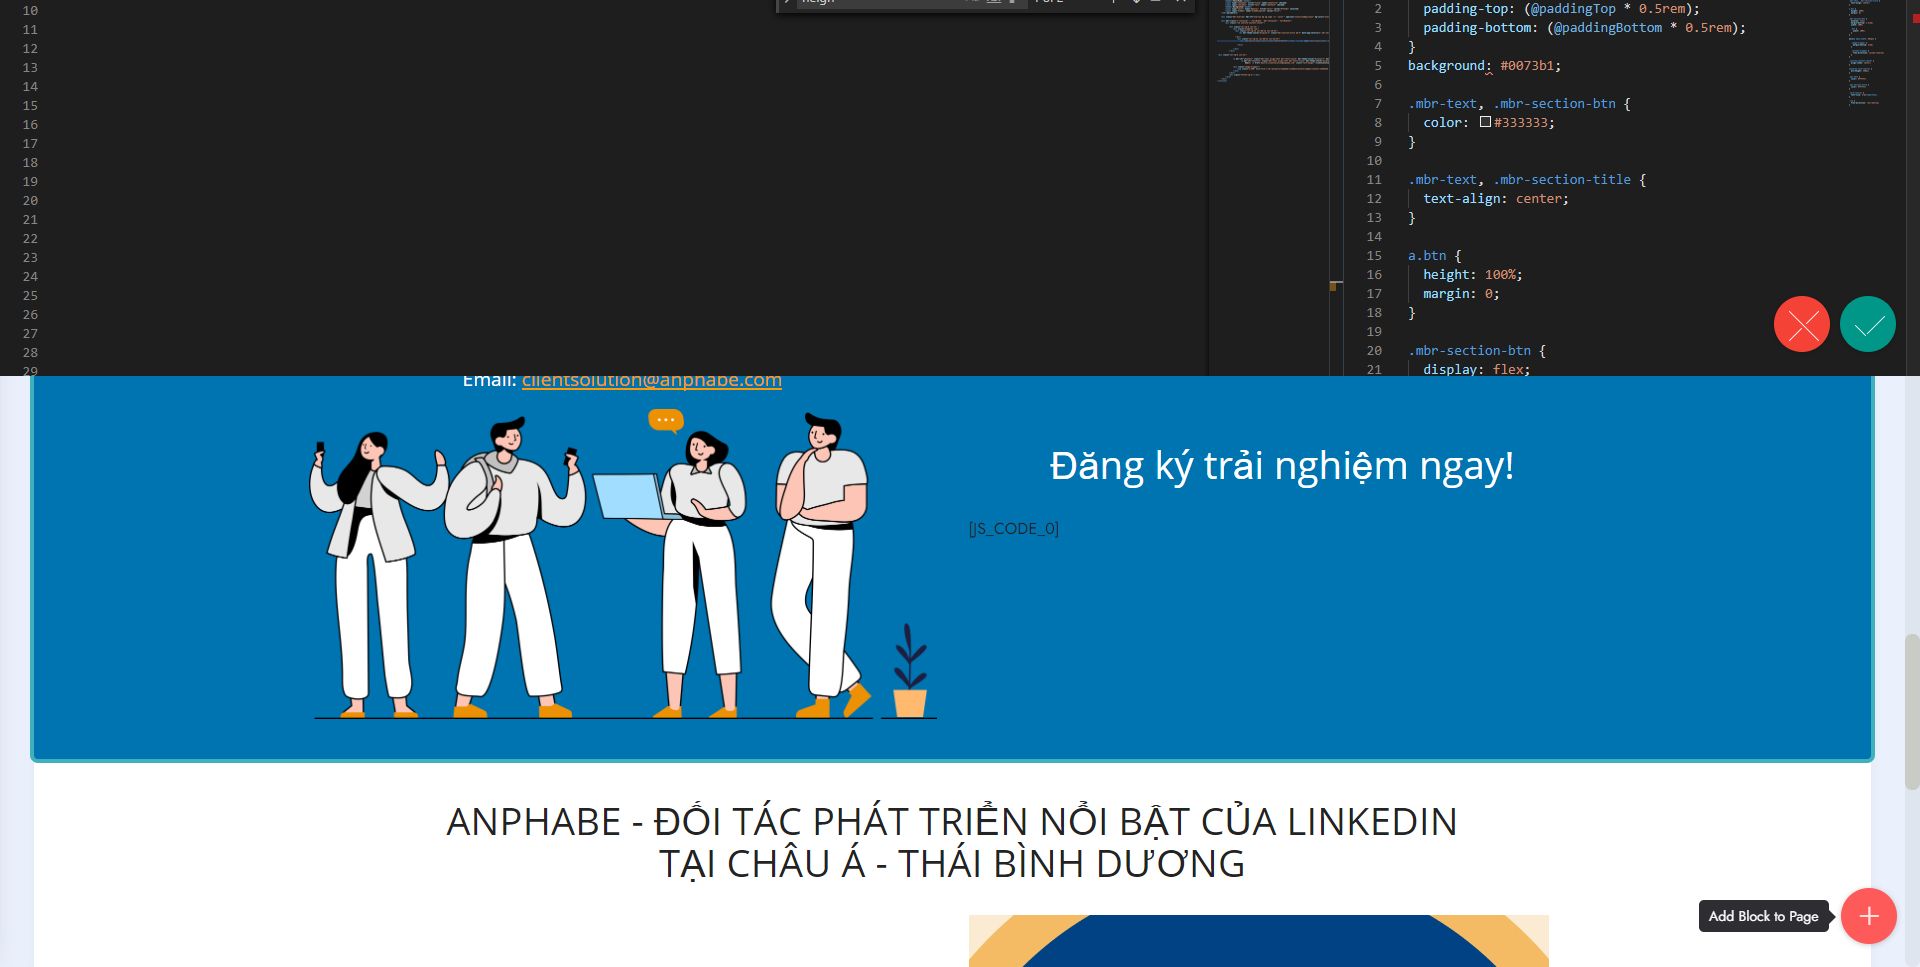 10
11
12
13
14
15
16
17
18
19
20
21
22
23
24
25
26
27
28
29
2 padding-top: (@paddingTop * 0.5rem);
3 padding-bottom: (@paddingBottom * 0.5rem);
4 }
5 background: #0073b1;
6
7 .mbr-text, .mbr-section-btn {
8 color: #333333;
9 }
10
11 .mbr-text, .mbr-section-title {
12 text-align: center;
13 }
14
15 a.btn {
16 height: 100%;
17 margin: 0;
18 }
19
20 .mbr-section-btn {
21 display: flex;
Email: clientsolution@anphabe.com
Đăng ký trải nghiệm ngay!
[JS_CODE_0]
ANPHABE - ĐỐI TÁC PHÁT TRIỂN NỔI BẬT CỦA LINKEDIN
TẠI CHÂU Á - THÁI BÌNH DƯƠNG
Add Block to Page